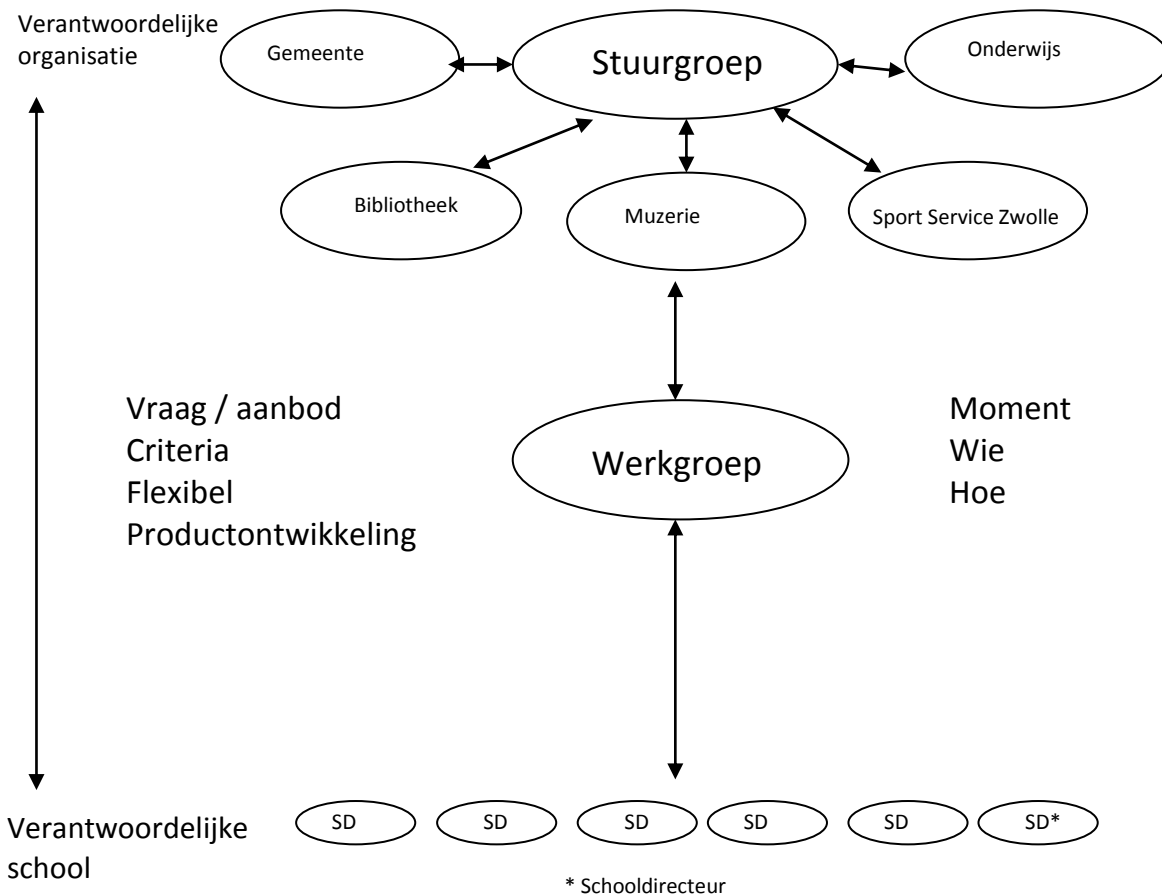 Verantwoordelijke
organisatie
Gemeente
Stuurgroep
Onderwijs
Bibliotheek
Muzerie
Sport Service Zwolle
Vraag / aanbod
Criteria
Flexibel
Productontwikkeling
Werkgroep
Moment
Wie
Hoe
Verantwoordelijke
school
SD
SD
SD
SD
SD
SD*
* Schooldirecteur